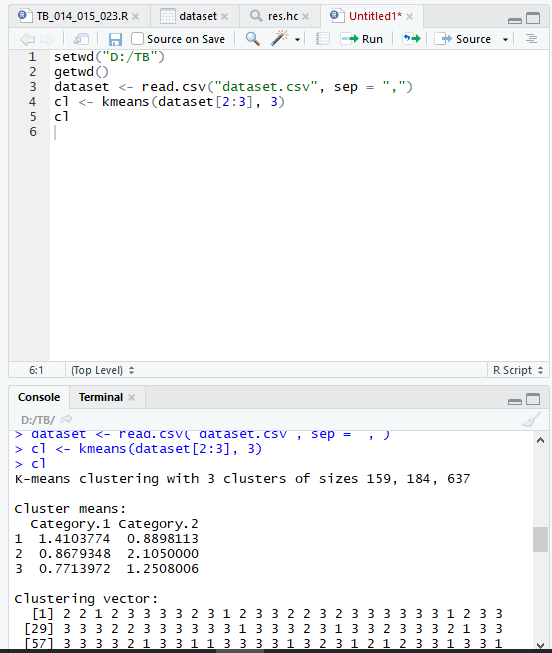 TB_014_015_023.R × dataset × res.hc × Untitled1* ×
Source on Save Run Source
1 setwd("D:/TB")
2 getwd()
3 dataset <- read.csv("dataset.csv", sep = ",")
4 cl <- kmeans(dataset[2:3], 3)
5 cl
6
6:1 (Top Level) R Script
Console Terminal ×
D:/TB/
> dataset <- read.csv("dataset.csv", sep = ",")
> cl <- kmeans(dataset[2:3], 3)
> cl
K-means clustering with 3 clusters of sizes 159, 184, 637
Cluster means:
Category.1 Category.2
1 1.4103774 0.8898113
2 0.8679348 2.1050000
3 0.7713972 1.2508006
Clustering vector:
[1] 2 2 1 2 3 3 3 3 2 3 1 2 3 3 2 2 3 2 3 3 3 3 3 3 1 2 3 3
[29] 3 3 3 2 2 3 3 3 3 3 3 1 3 3 3 2 3 1 3 3 2 3 3 3 2 1 3 3
[57] 3 3 3 3 2 1 3 3 1 1 3 3 3 3 3 1 3 2 3 1 2 1 2 3 3 1 3 3 1